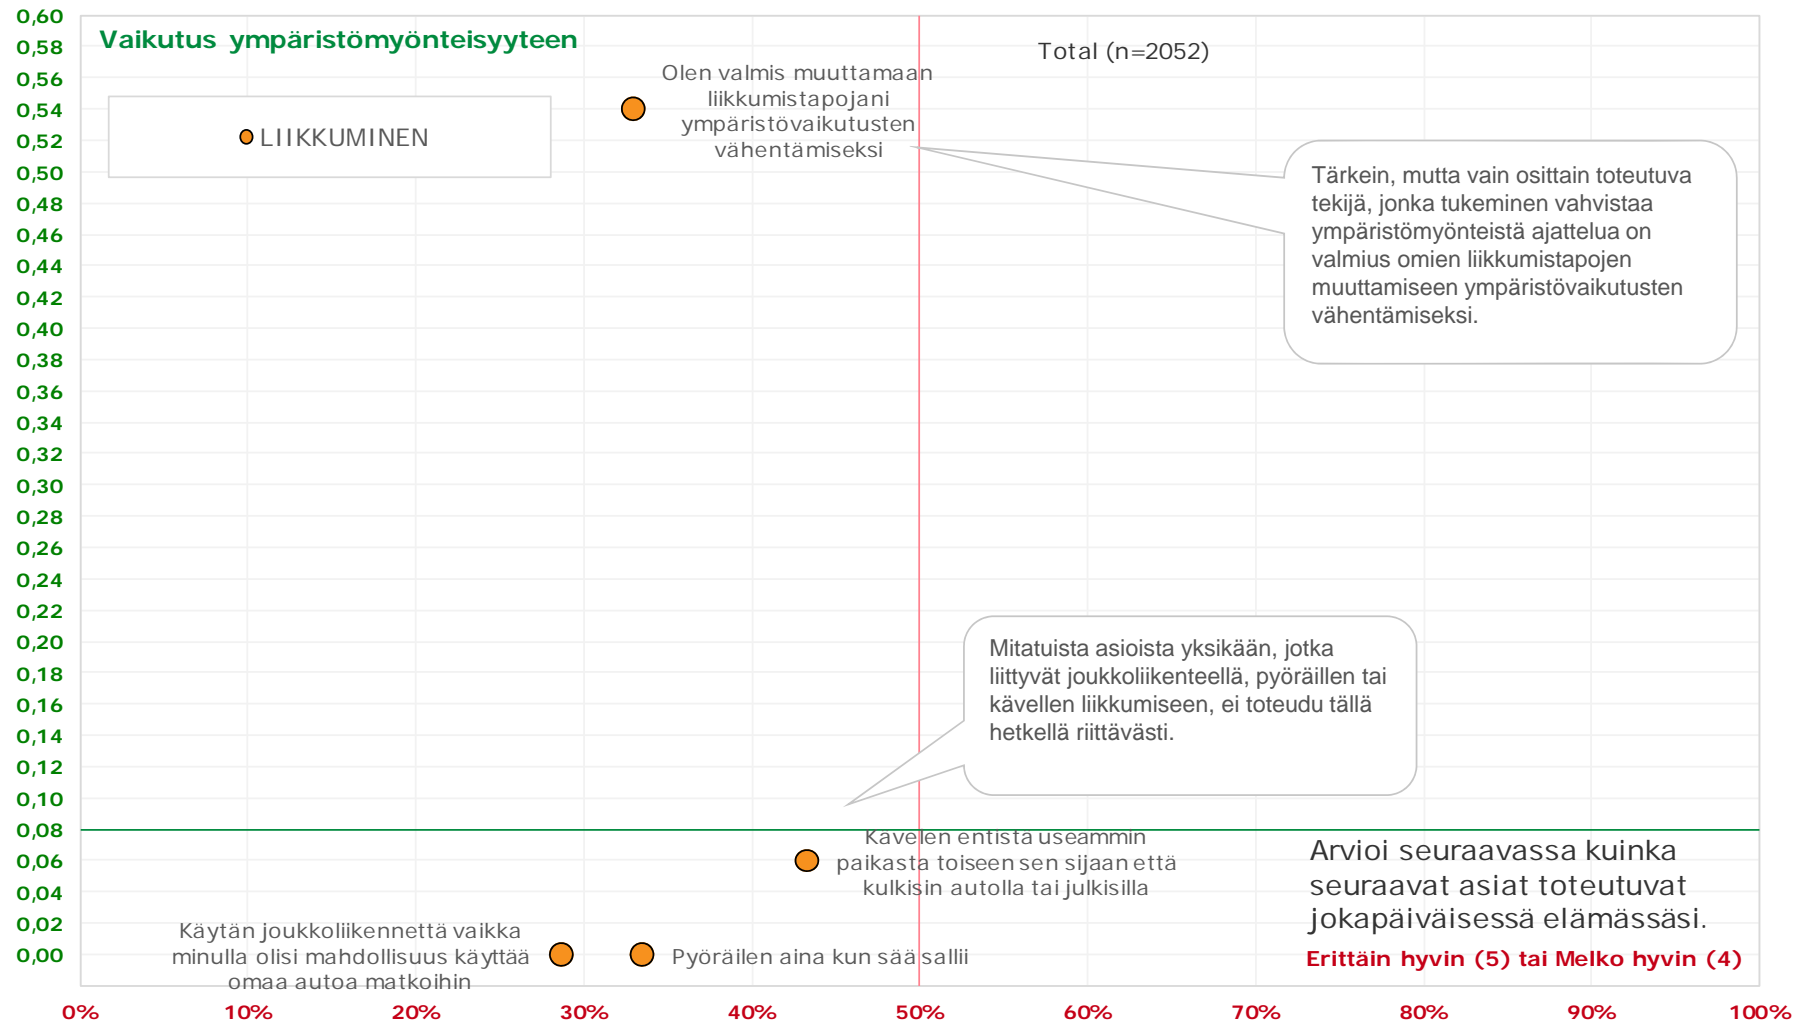 Vaikutus ympäristömyönteisyyteen
Total (n=2052)
LIIKKUMINEN
Olen valmis muuttamaan
liikkumistapojani
ympäristövaikutusten
vähentämiseksi
Tärkein, mutta vain osittain toteutuva
tekijä, jonka tukeminen vahvistaa
ympäristömyönteistä ajattelua on
valmius omien liikkumistapojen
muuttamiseen ympäristövaikutusten
vähentämiseksi.
Mitatuista asioista yksikään, jotka
liittyvät joukkoliikenteellä, pyöräillen tai
kävellen liikkumiseen, ei toteudu tällä
hetkellä riittävästi.
Kävelen entistä useammin
paikasta toiseen sen sijaan että
kulkisin autolla tai julkisilla
Käytän joukkoliikennettä vaikka
minulla olisi mahdollisuus käyttää
omaa autoa matkoihin
Pyöräilen aina kun sää sallii
Arvioi seuraavassa kuinka
seuraavat asiat toteutuvat
jokapäiväisessä elämässäsi.
Erittäin hyvin (5) tai Melko hyvin (4)
0,60
0,58
0,56
0,54
0,52
0,50
0,48
0,46
0,44
0,42
0,40
0,38
0,36
0,34
0,32
0,30
0,28
0,26
0,24
0,22
0,20
0,18
0,16
0,14
0,12
0,10
0,08
0,06
0,04
0,02
0,00
0% 10% 20% 30% 40% 50% 60% 70% 80% 90% 100%